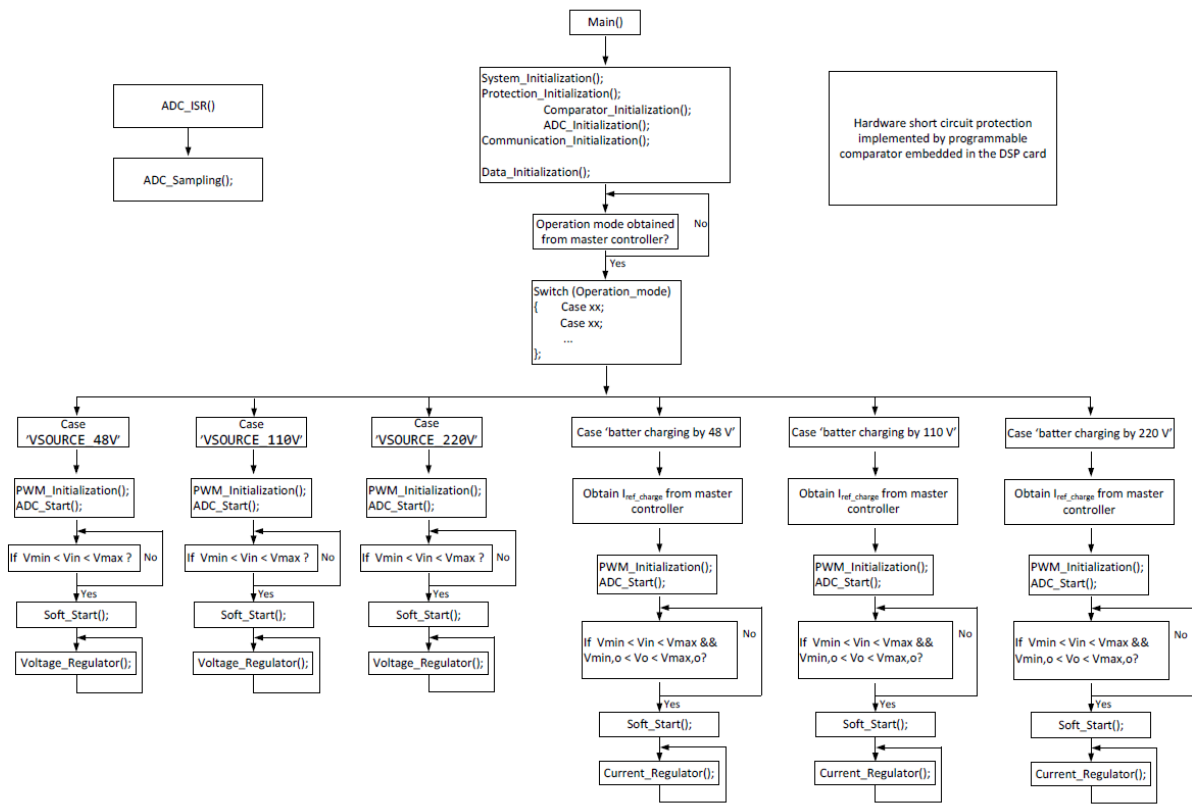 Main()
System_Initialization();
Protection_Initialization();
Comparator_Initialization();
ADC_Initialization();
Communication_Initialization();
Data_Initialization();
ADC_ISR()
ADC_Sampling();
Hardware short circuit protection
implemented by programmable
comparator embedded in the DSP card
Operation mode obtained
from master controller?
No
Yes
Switch (Operation_mode)
{ Case xx;
Case xx;
...
};
Case
'VSOURCE_48V'
PWM_Initialization();
ADC_Start();
If Vmin < Vin < Vmax ?
No
Yes
Soft_Start();
Voltage_Regulator();
Case
'VSOURCE_110V'
PWM_Initialization();
ADC_Start();
If Vmin < Vin < Vmax ?
No
Yes
Soft_Start();
Voltage_Regulator();
Case
'VSOURCE_220V'
PWM_Initialization();
ADC_Start();
If Vmin < Vin < Vmax ?
No
Yes
Soft_Start();
Voltage_Regulator();
Case 'batter charging by 48 V'
Obtain Iref_charge from master
controller
PWM_Initialization();
ADC_Start();
If Vmin < Vin < Vmax &&
Vmin,o < Vo < Vmax,o?
No
Yes
Soft_Start();
Current_Regulator();
Case 'batter charging by 110 V'
Obtain Iref_charge from master
controller
PWM_Initialization();
ADC_Start();
If Vmin < Vin < Vmax &&
Vmin,o < Vo < Vmax,o?
No
Yes
Soft_Start();
Current_Regulator();
Case 'batter charging by 220 V'
Obtain Iref_charge from master
controller
PWM_Initialization();
ADC_Start();
If Vmin < Vin < Vmax &&
Vmin,o < Vo < Vmax,o?
No
Yes
Soft_Start();
Current_Regulator();